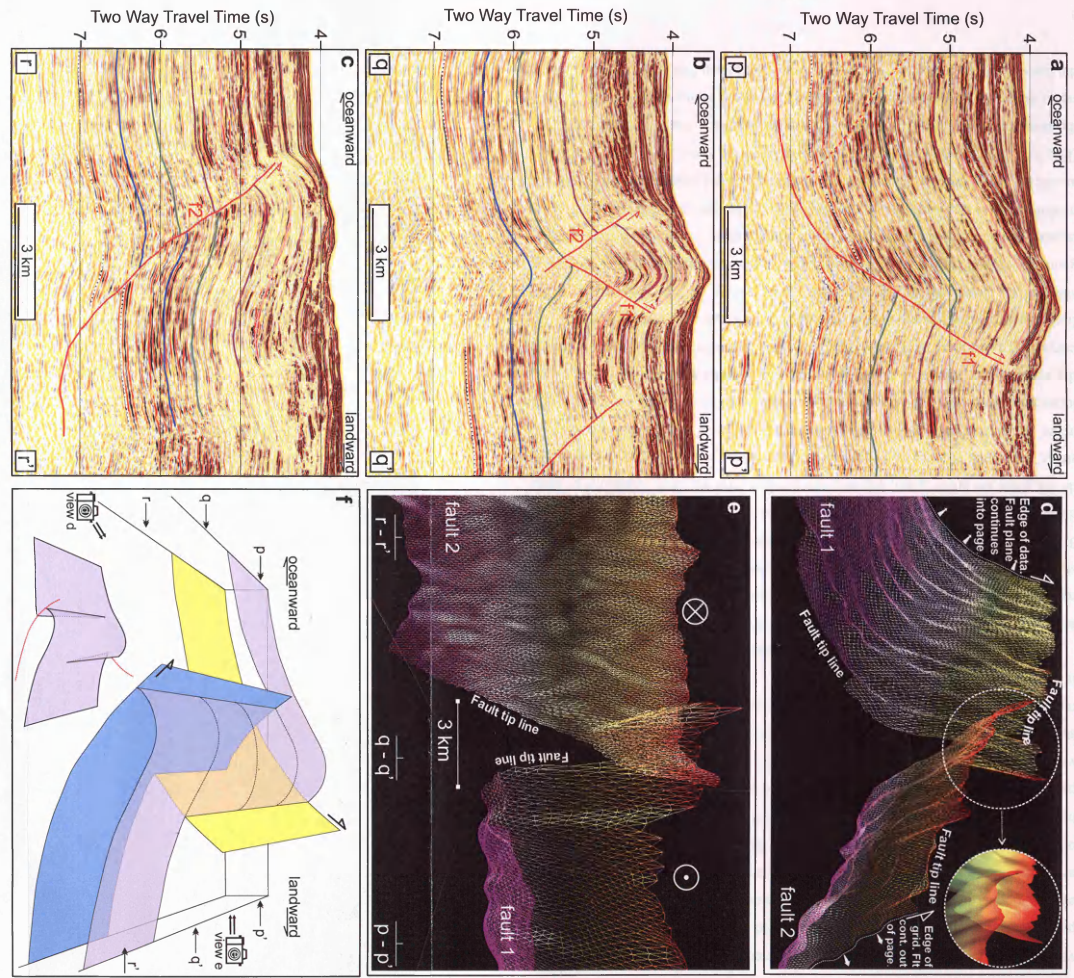 a
oceanward
landward
Two Way Travel Time (s)
4
5
6
7
f1
3 km
p
p'
b
oceanward
landward
Two Way Travel Time (s)
4
5
6
7
f2
f1
3 km
q
q'
c
oceanward
landward
Two Way Travel Time (s)
4
5
6
7
f2
3 km
r
r'
d
Edge of data.
Fault plane
continues
into page.
fault 1
Fault tip line
Fault tip line
Fault tip line
fault 2
Edge of
grid. Flt
cont. out
of page.
e
fault 2
r - r'
Fault tip line
3 km
q - q'
Fault tip line
fault 1
p - p'
f
oceanward
landward
p
q
r
view d
p'
q'
r'
view e